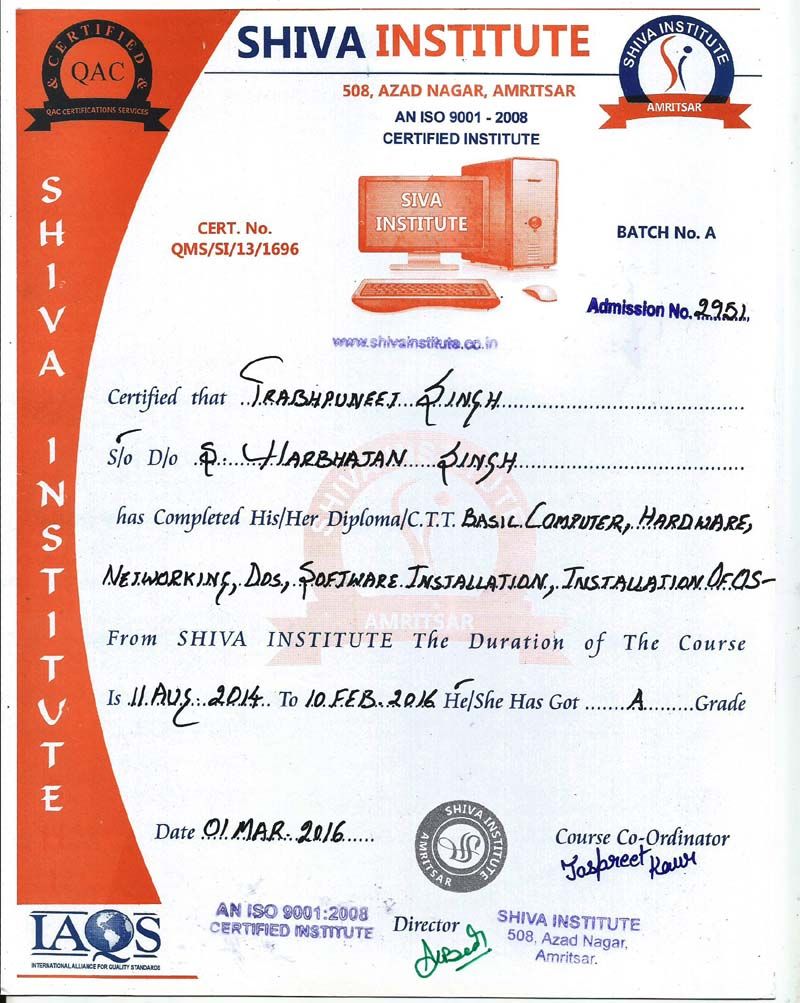 CERTIFIED
QAC
QAC CERTIFICATIONS SERVICES
SHIVA INSTITUTE
SHIVA INSTITUTE
AMRITSAR
508, AZAD NAGAR, AMRITSAR
AN ISO 9001 - 2008
CERTIFIED INSTITUTE
SIVA
INSTITUTE
CERT. No.
QMS/SI/13/1696
BATCH No. A
Admission No. 2951
www.shivainstitute.co.in
SHIVA INSTITUTE
Certified that Prabhpuneet Singh
S/o D/o S. Harbhajan Singh
has Completed His/Her Diploma/C.T.T. Basic Computer, Hardware,
Networking, Dos, Software Installation, Installation Of OS-
SHIVA INSTITUTE
AMRITSAR
From SHIVA INSTITUTE The Duration of The Course
Is 11 Aug. 2014 To 10 FEB. 2016 He/She Has Got A Grade
Date 01 MAR. 2016
SHIVA INSTITUTE
AMRITSAR
Course Co-Ordinator
Jaspreet Kaur
IAQS
INTERNATIONAL ALLIANCE FOR QUALITY STANDARDS
AN ISO 9001:2008
CERTIFIED INSTITUTE
Director
SHIVA INSTITUTE
508, Azad Nagar,
Amritsar.